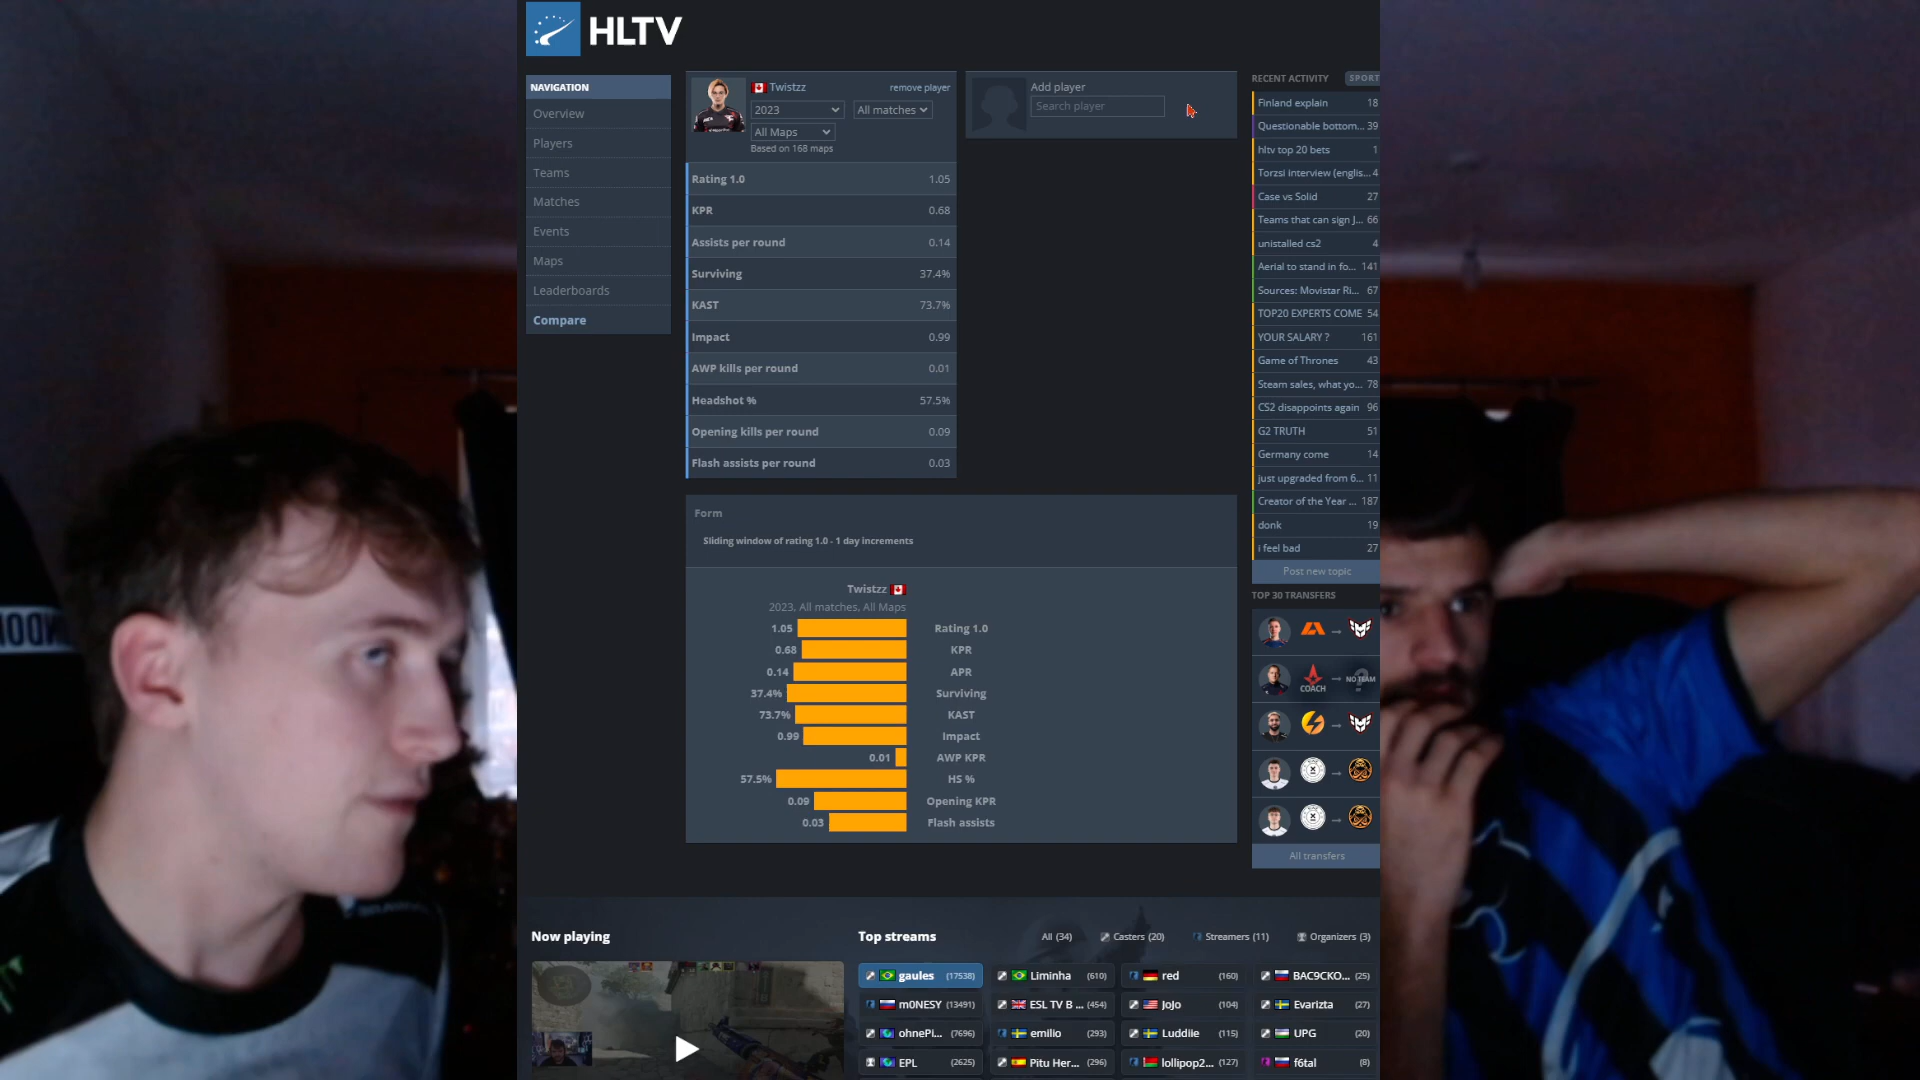 HLTV
NAVIGATION
Overview
Players
Teams
Matches
Events
Maps
Leaderboards
Compare
Twistzz
remove player
2023
All matches
All Maps
Based on 168 maps
Rating 1.0 1.05
KPR 0.68
Assists per round 0.14
Surviving 37.4%
KAST 73.7%
Impact 0.99
AWP kills per round 0.01
Headshot % 57.5%
Opening kills per round 0.09
Flash assists per round 0.03
Add player
Search player
Form
Sliding window of rating 1.0 - 1 day increments
Twistzz
2023, All matches, All Maps
1.05 Rating 1.0
0.68 KPR
0.14 APR
37.4% Surviving
73.7% KAST
0.99 Impact
0.01 AWP KPR
57.5% HS %
0.09 Opening KPR
0.03 Flash assists
RECENT ACTIVITY SPORT
Finland explain 18
Questionable bottom... 39
hltv top 20 bets 1
Torzsi interview (englis... 4
Case vs Solid 27
Teams that can sign J... 66
unistalled cs2 4
Aerial to stand in fo... 141
Sources: Movistar Ri... 67
TOP20 EXPERTS COME 54
YOUR SALARY ? 161
Game of Thrones 43
Steam sales, what yo... 78
CS2 disappoints again 96
G2 TRUTH 51
Germany come 14
just upgraded from 6... 11
Creator of the Year ... 187
donk 19
i feel bad 27
Post new topic
TOP 30 TRANSFERS
COACH
NO TEAM
All transfers
Now playing
Top streams
All (34)
Casters (20)
Streamers (11)
Organizers (3)
gaules (17538)
Liminha (610)
red (160)
BAC9CKO... (25)
m0NESY (13491)
ESL TV B ... (454)
JoJo (104)
Evarizta (27)
ohnePi... (7696)
emilio (293)
Luddiie (115)
UPG (20)
EPL (2625)
Pitu Her... (296)
lollipop2... (127)
f6tal (8)